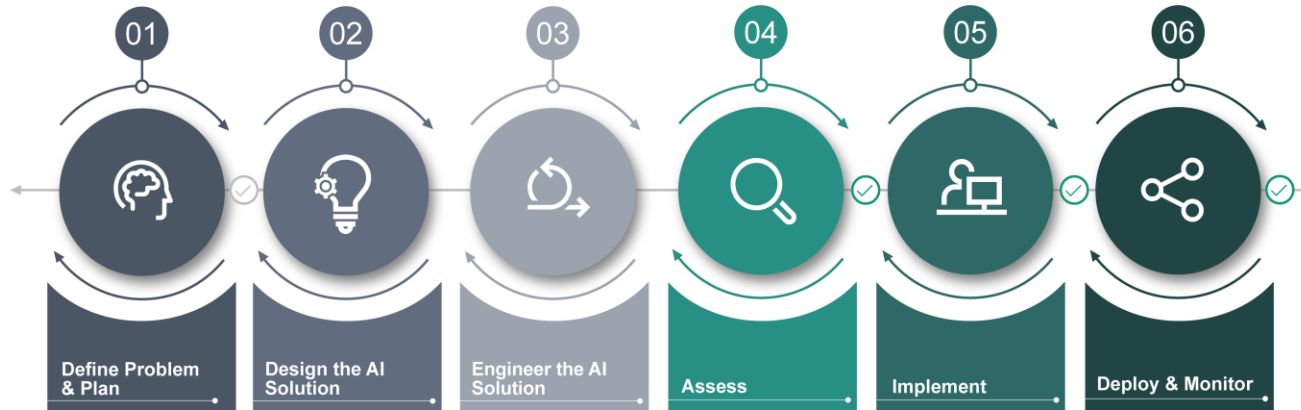 01
02
03
04
05
06
Define Problem
& Plan
Design the AI
Solution
Engineer the AI
Solution
Assess
Implement
Deploy & Monitor